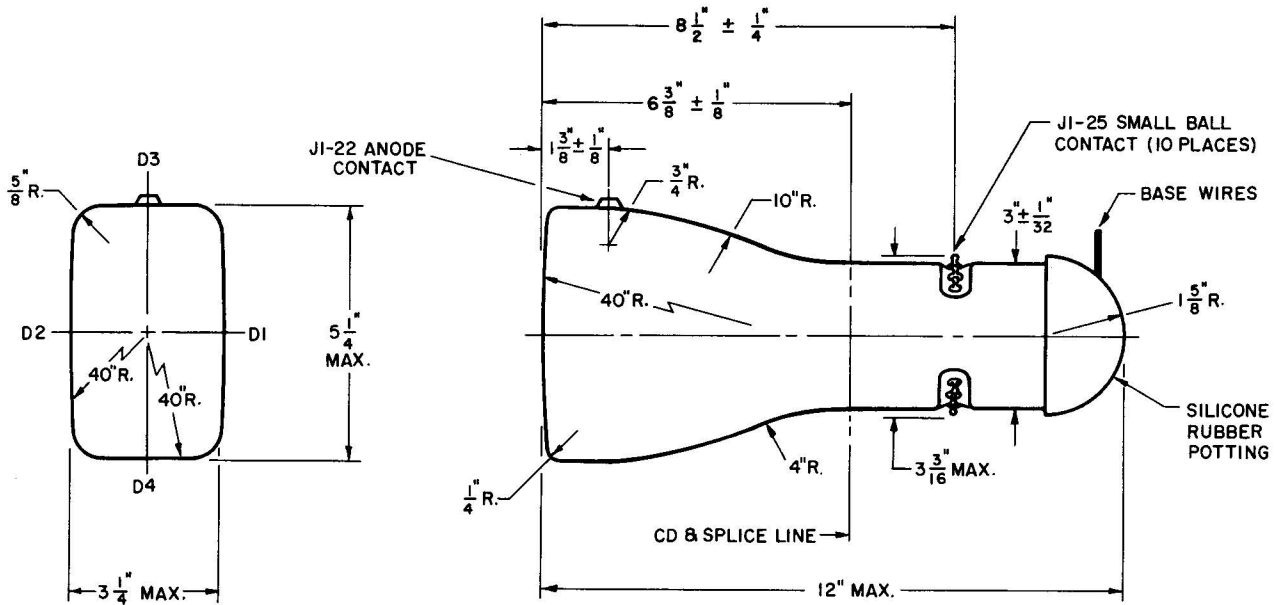 8 1/2" ± 1/4"
6 3/8" ± 1/8"
1 3/8" ± 1/8"
J1-22 ANODE
CONTACT
3/4" R.
10" R.
J1-25 SMALL BALL
CONTACT (10 PLACES)
BASE WIRES
3" ± 1/32"
D3
5/8" R.
D2
D1
5 1/4"
MAX.
40" R.
40" R.
40" R.
1 5/8" R.
SILICONE
RUBBER
POTTING
D4
1/4" R.
4" R.
3 3/16" MAX.
CD & SPLICE LINE
3 1/4" MAX.
12" MAX.